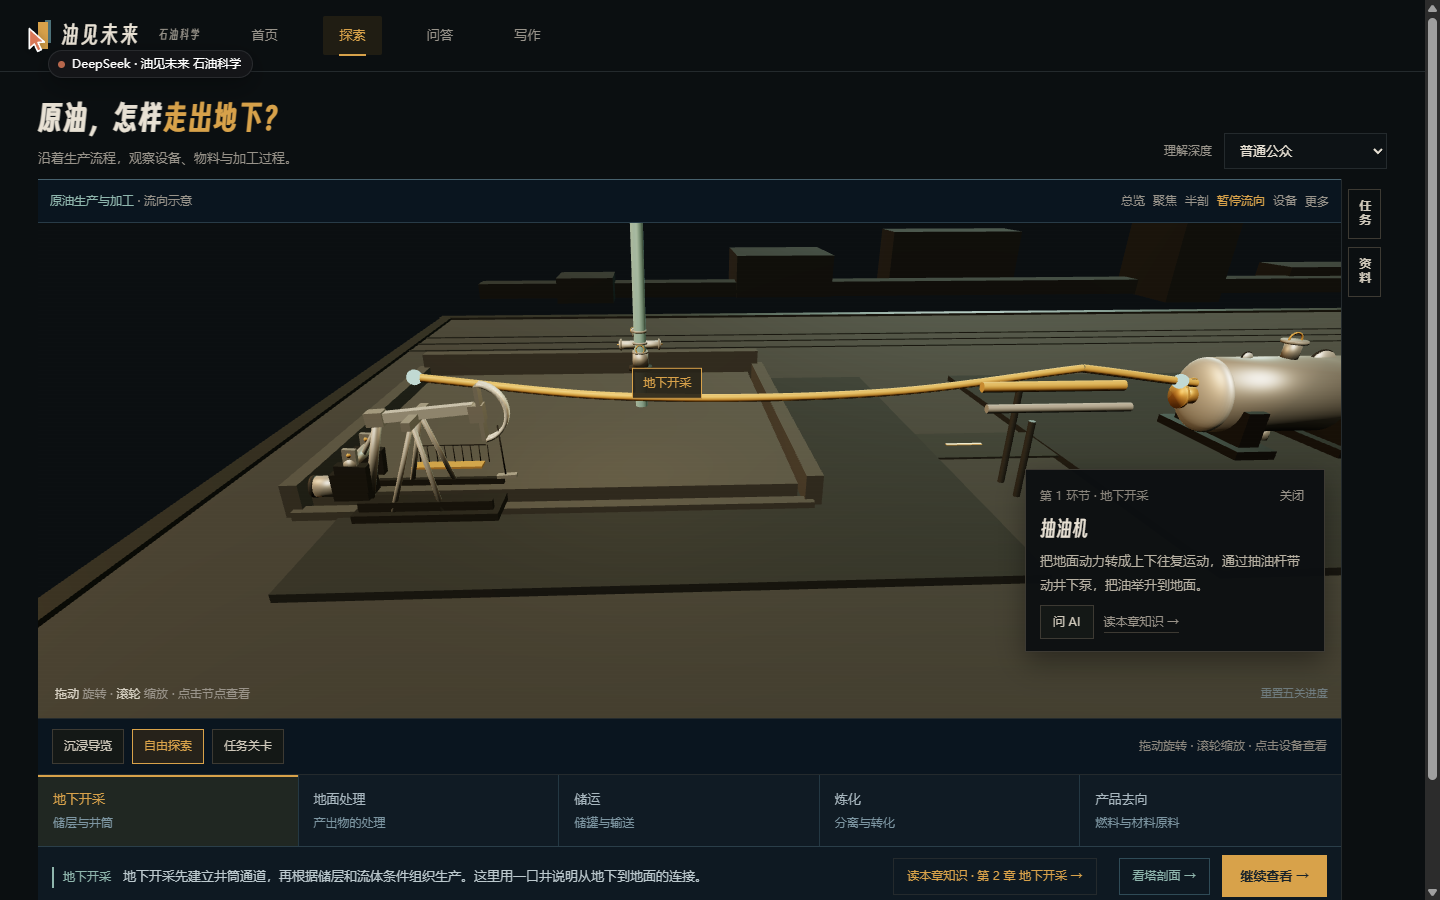 油见未来 石油科学 首页 探索 问答 写作
DeepSeek · 油见未来 石油科学
原油，怎样走出地下？
沿着生产流程，观察设备、物料与加工过程。
理解深度 普通公众
原油生产与加工 · 流向示意
总览 聚焦 半剖 暂停流向 设备 更多
任务
资料
地下开采
第 1 环节 · 地下开采 关闭
抽油机
把地面动力转成上下往复运动，通过抽油杆带
动井下泵，把油举升到地面。
问 AI 读本章知识 →
拖动 旋转 · 滚轮 缩放 · 点击节点查看
重置五关进度
沉浸导览 自由探索 任务关卡
拖动旋转 · 滚轮缩放 · 点击设备查看
地下开采
储层与井筒
地面处理
产出物的处理
储运
储罐与输送
炼化
分离与转化
产品去向
燃料与材料原料
地下开采 地下开采先建立井筒通道，再根据储层和流体条件组织生产。这里用一口井说明从地下到地面的连接。
读本章知识 · 第 2 章 地下开采 →
看塔剖面 →
继续查看 →